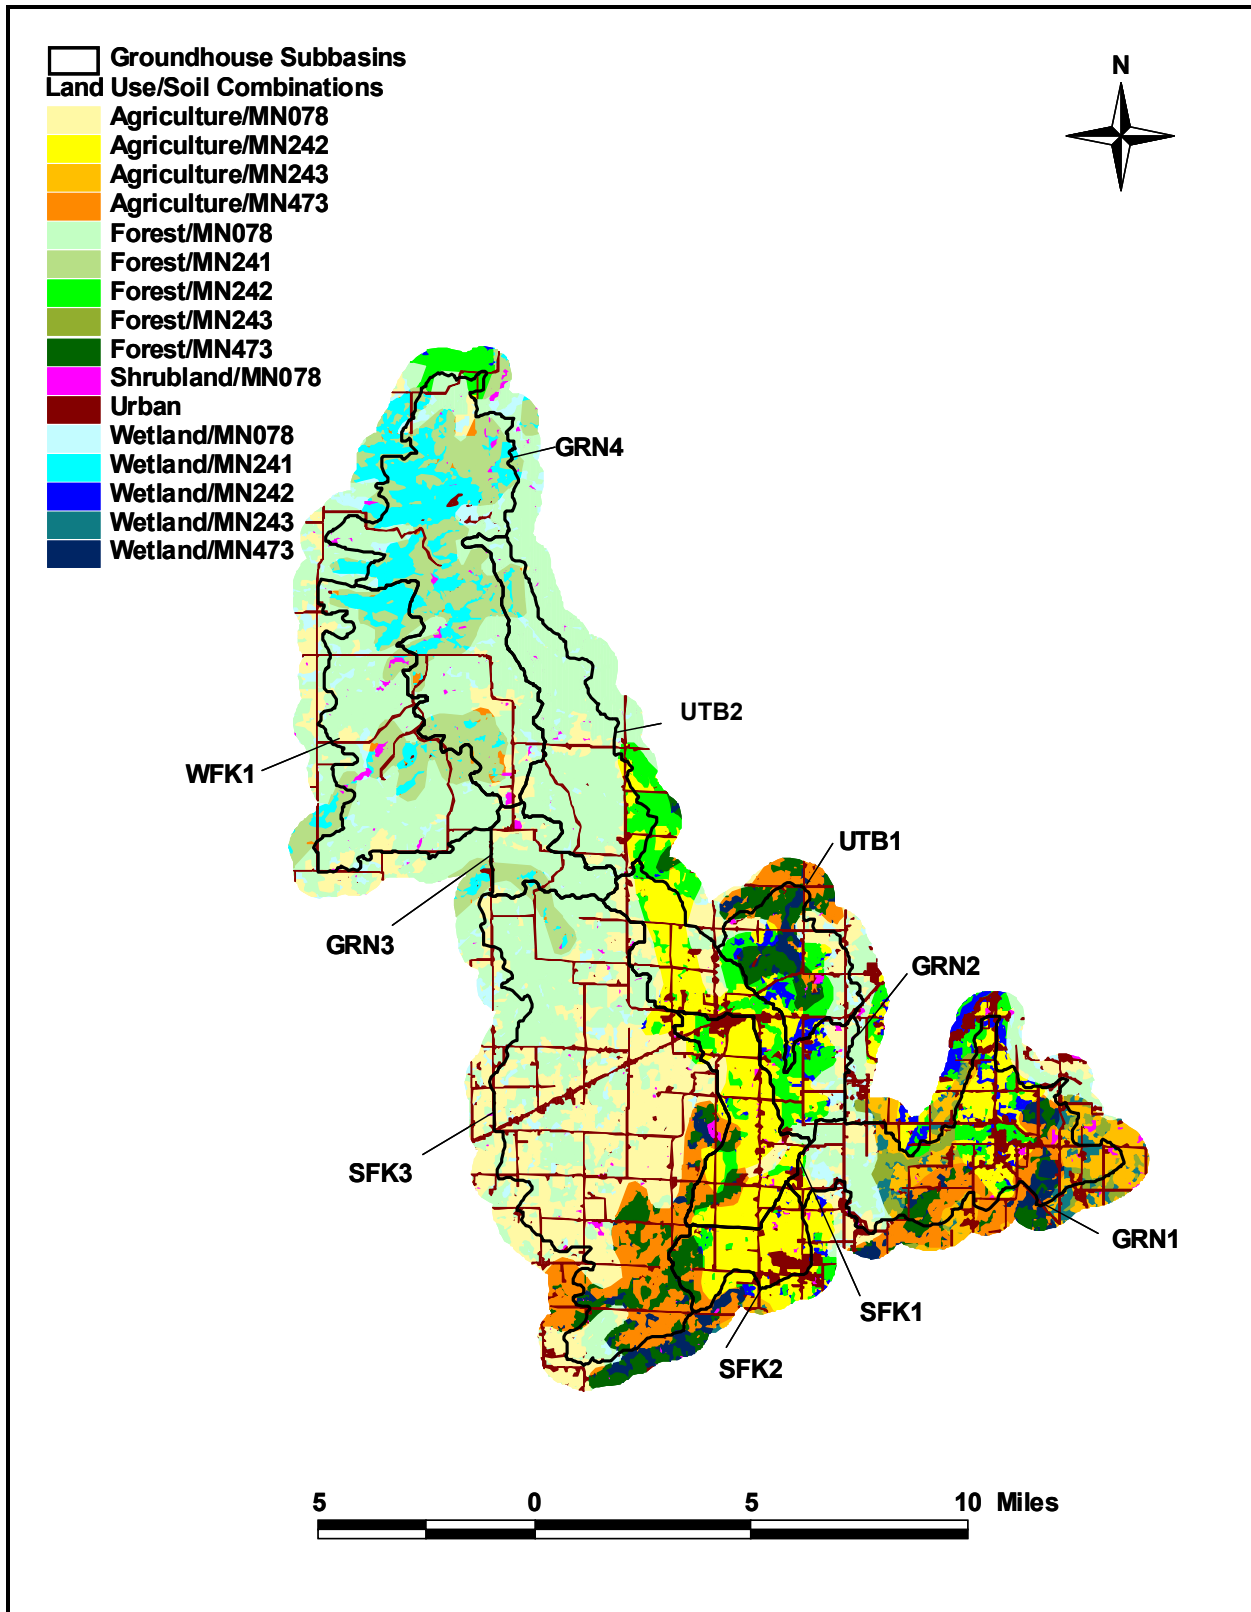 Groundhouse Subbasins
Land Use/Soil Combinations
Agriculture/MN078
Agriculture/MN242
Agriculture/MN243
Agriculture/MN473
Forest/MN078
Forest/MN241
Forest/MN242
Forest/MN243
Forest/MN473
Shrubland/MN078
Urban
Wetland/MN078
Wetland/MN241
Wetland/MN242
Wetland/MN243
Wetland/MN473
N
GRN4
UTB2
WFK1
UTB1
GRN3
GRN2
SFK3
GRN1
SFK1
SFK2
5 0 5 10 Miles